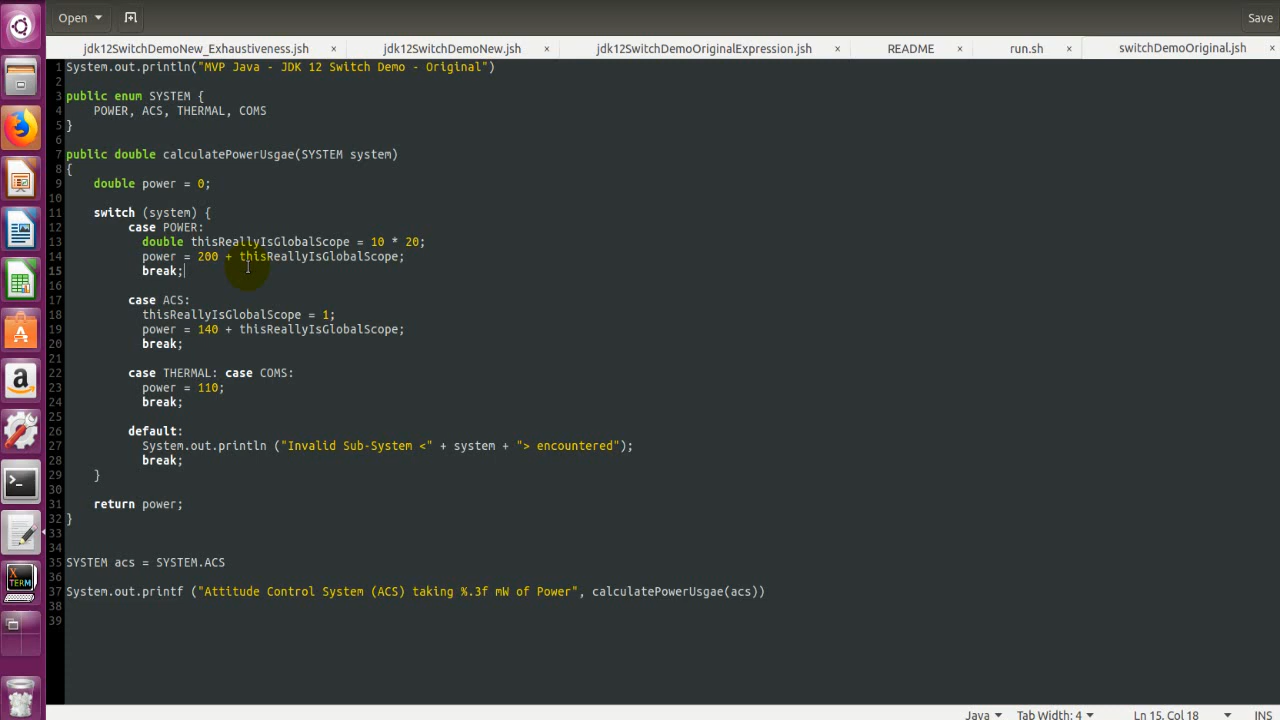 Open
Save
jdk12SwitchDemoNew_Exhaustiveness.jsh × jdk12SwitchDemoNew.jsh × jdk12SwitchDemoOriginalExpression.jsh × README × run.sh × switchDemoOriginal.jsh ×
1 System.out.println("MVP Java - JDK 12 Switch Demo - Original")
2
3 public enum SYSTEM {
4 POWER, ACS, THERMAL, COMS
5 }
6
7 public double calculatePowerUsgae(SYSTEM system)
8 {
9 double power = 0;
10
11 switch (system) {
12 case POWER:
13 double thisReallyIsGlobalScope = 10 * 20;
14 power = 200 + thisReallyIsGlobalScope;
15 break;
16
17 case ACS:
18 thisReallyIsGlobalScope = 1;
19 power = 140 + thisReallyIsGlobalScope;
20 break;
21
22 case THERMAL: case COMS:
23 power = 110;
24 break;
25
26 default:
27 System.out.println ("Invalid Sub-System <" + system + "> encountered");
28 break;
29 }
30
31 return power;
32 }
33
34
35 SYSTEM acs = SYSTEM.ACS
36
37 System.out.printf ("Attitude Control System (ACS) taking %.3f mW of Power", calculatePowerUsgae(acs))
38
39
X
TERM
Java Tab Width: 4 Ln 15, Col 18 INS